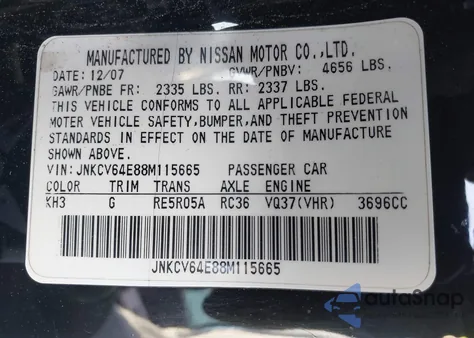 MANUFACTURED BY NISSAN MOTOR CO.,LTD.
DATE: 12/07 GVWR/PNBV: 4656 LBS.
GAWR/PNBE FR: 2335 LBS. RR: 2337 LBS.
THIS VEHICLE CONFORMS TO ALL APPLICABLE FEDERAL
MOTOR VEHICLE SAFETY,BUMPER,AND THEFT PREVENTION
STANDARDS IN EFFECT ON THE DATE OF MANUFACTURE
SHOWN ABOVE.
VIN: JNKCV64E88M115665 PASSENGER CAR
COLOR TRIM TRANS AXLE ENGINE
KH3 G RE5R05A RC36 VQ37(VHR) 3696CC
JNKCV64E88M115665
autoSnap